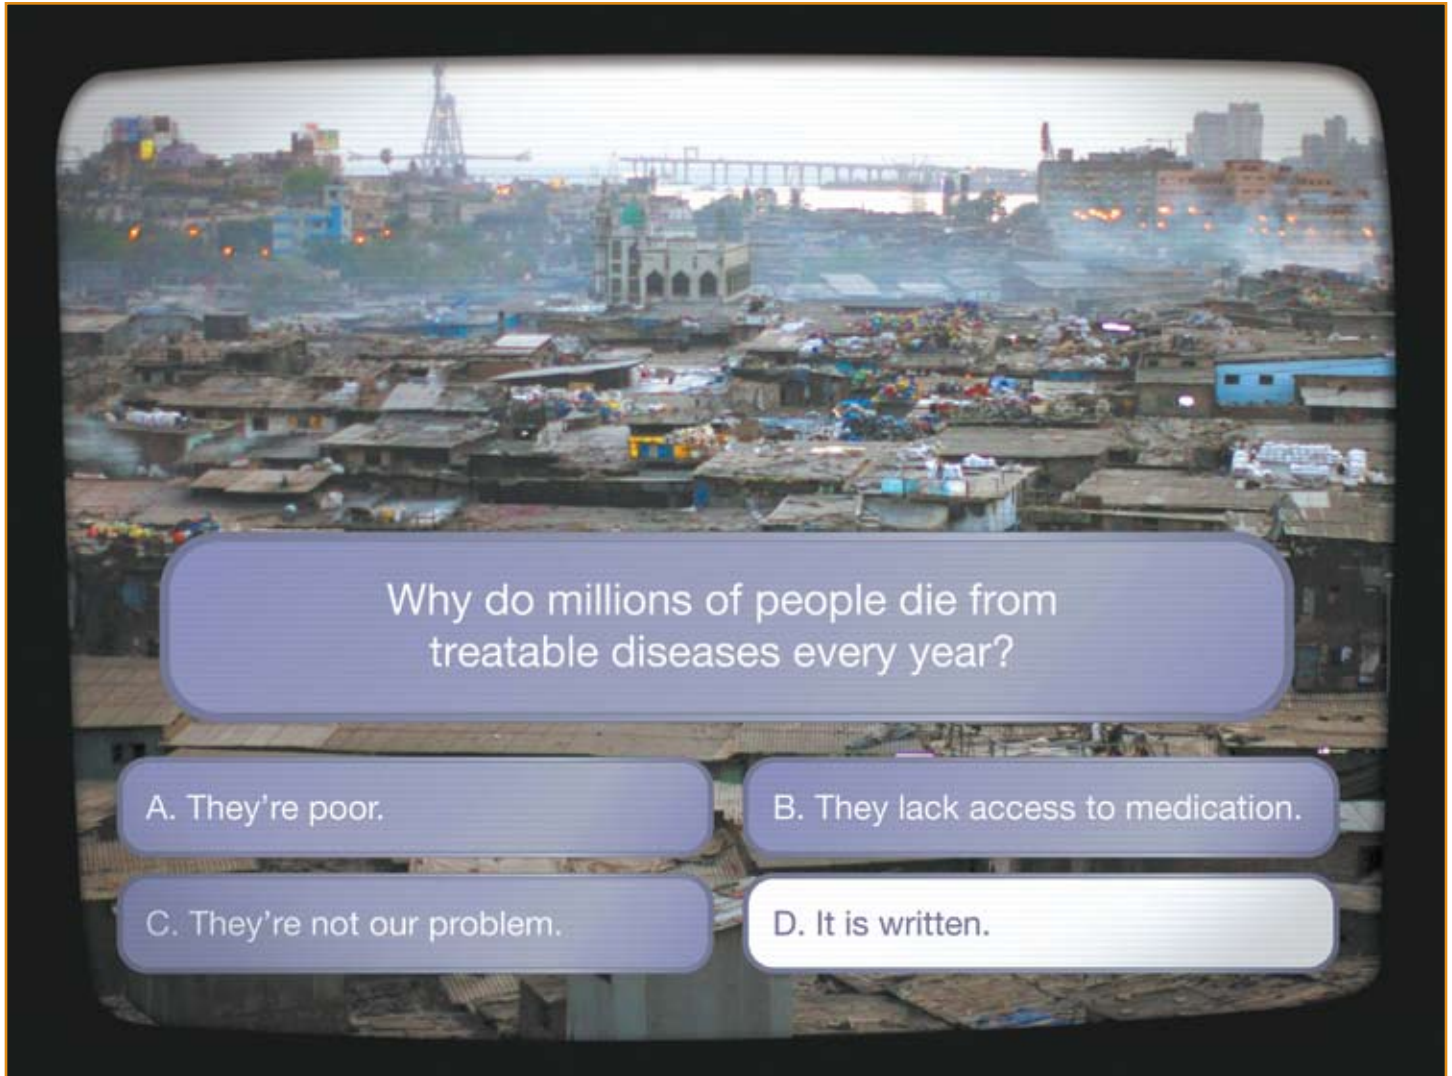 Why do millions of people die from
treatable diseases every year?
A. They’re poor.
B. They lack access to medication.
C. They’re not our problem.
D. It is written.